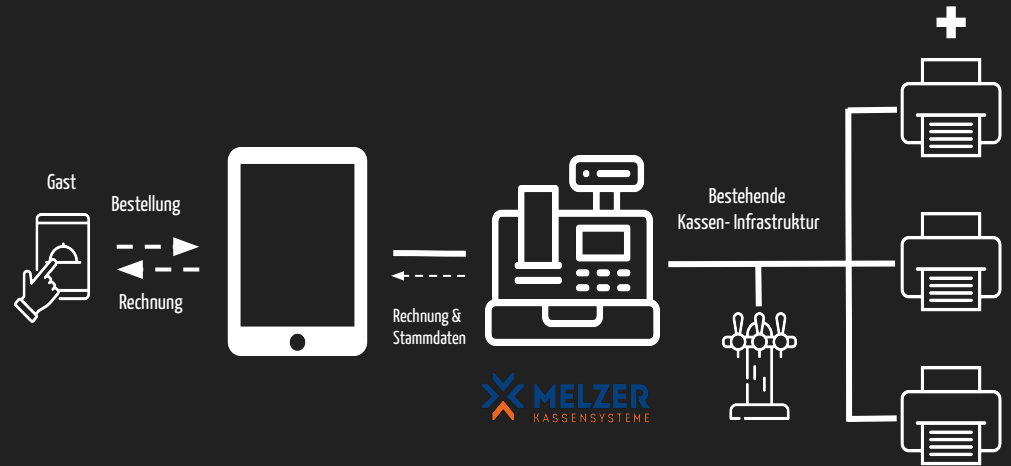 Gast
Bestellung
Rechnung
Rechnung &
Stammdaten
MELZER
KASSENSYSTEME
Bestehende
Kassen- Infrastruktur